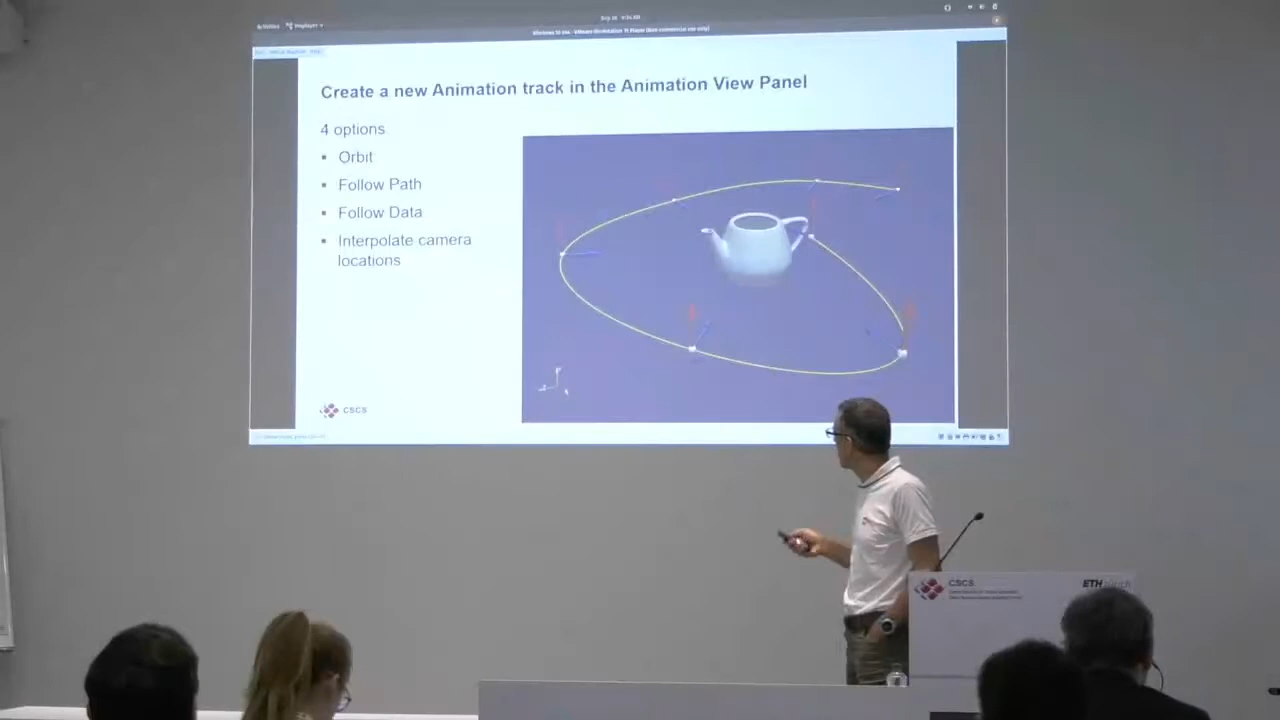 Create a new Animation track in the Animation View Panel
4 options
Orbit
Follow Path
Follow Data
Interpolate camera
locations
CSCS
CSCS
ETH zürich